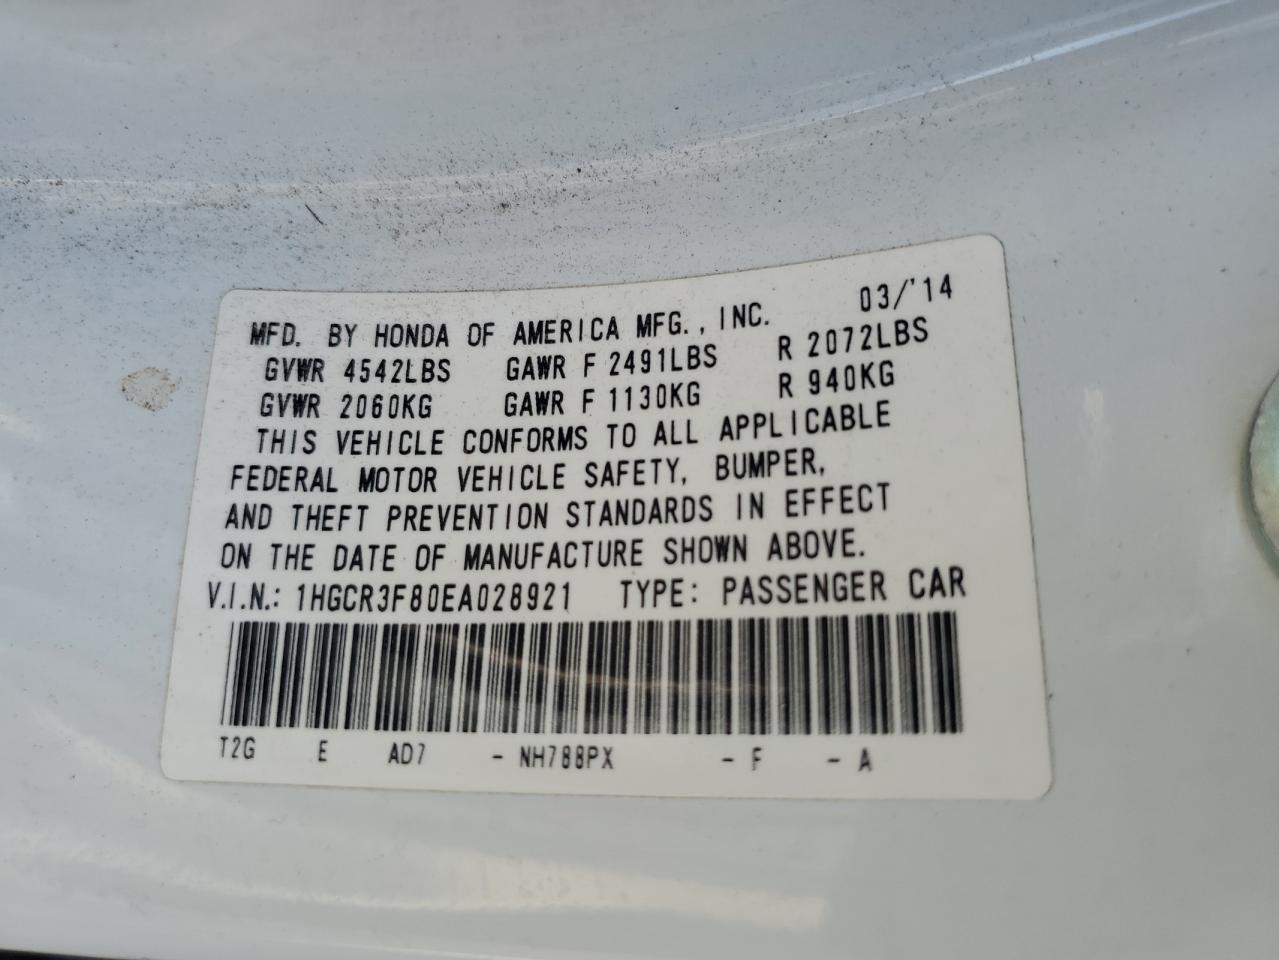 MFD. BY HONDA OF AMERICA MFG., INC. 03/'14
GVWR 4542LBS GAWR F 2491LBS R 2072LBS
GVWR 2060KG GAWR F 1130KG R 940KG
THIS VEHICLE CONFORMS TO ALL APPLICABLE
FEDERAL MOTOR VEHICLE SAFETY, BUMPER,
AND THEFT PREVENTION STANDARDS IN EFFECT
ON THE DATE OF MANUFACTURE SHOWN ABOVE.
V.I.N.: 1HGCR3F80EA028921 TYPE: PASSENGER CAR
T2G E AD7 - NH788PX - F - A